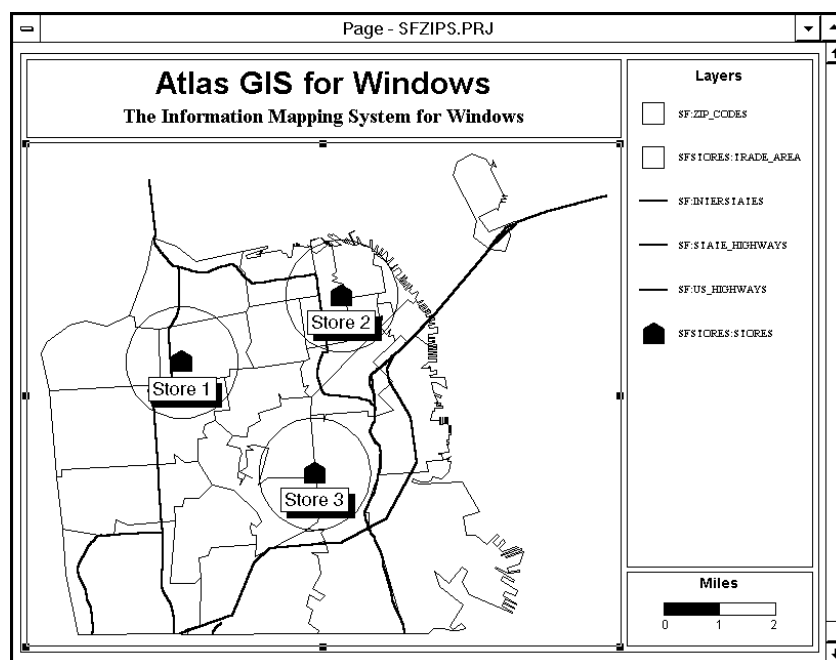 Page - SFZIPS.PRJ
Atlas GIS for Windows
The Information Mapping System for Windows
Layers
SF:ZIP_CODES
SFSTORES:TRADE_AREA
SF:INTERSTATES
SF:STATE_HIGHWAYS
SF:US_HIGHWAYS
SFSTORES:STORES
Store 2
Store 1
Store 3
Miles
0 1 2